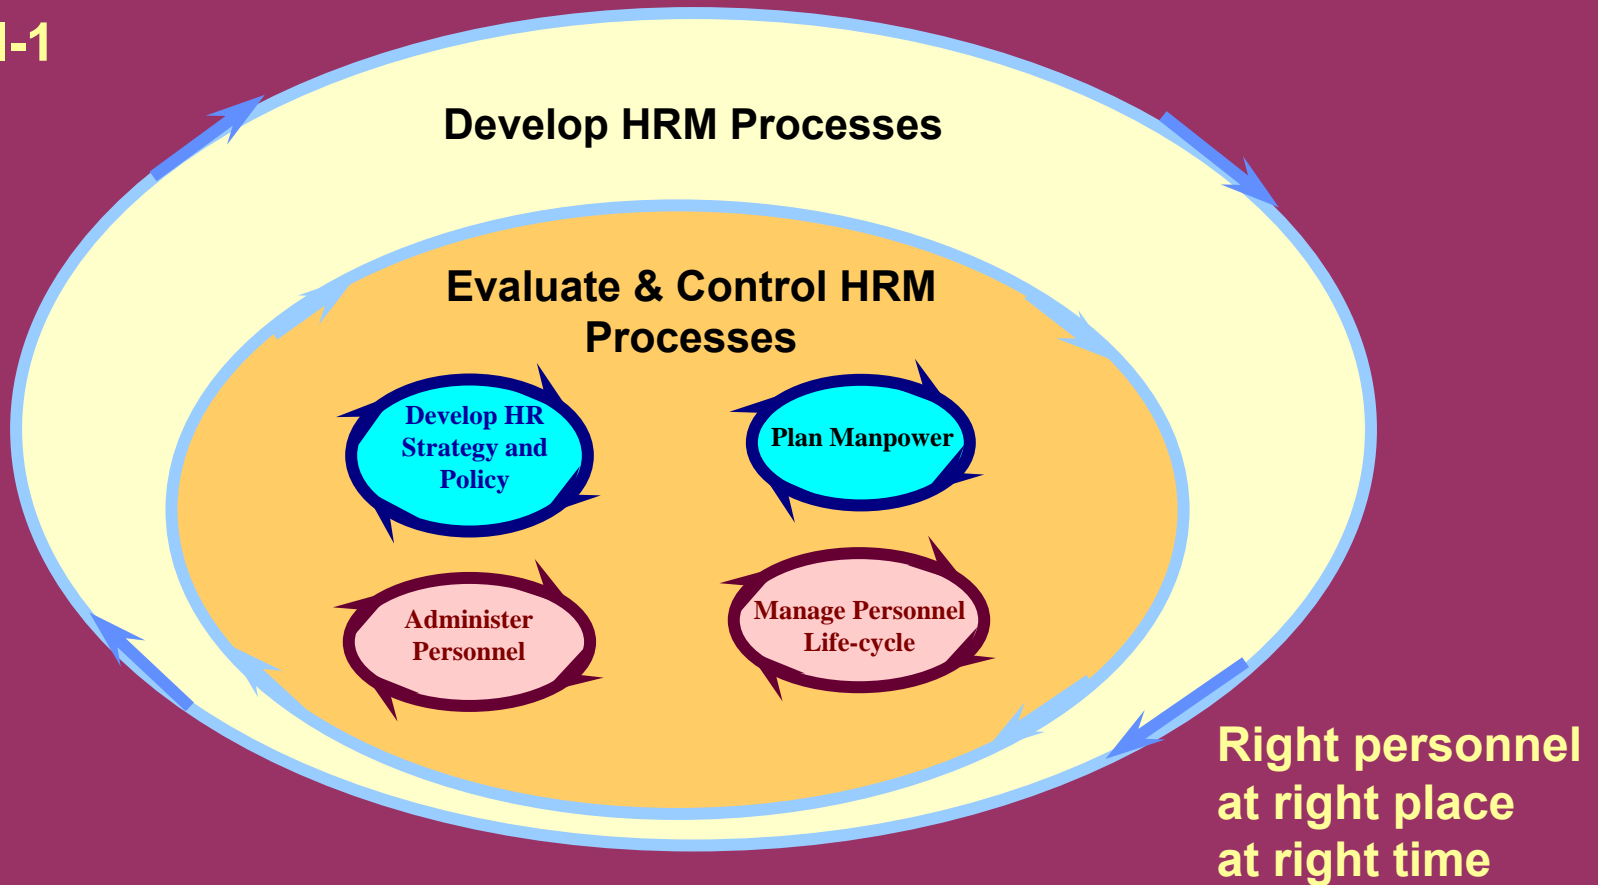 -1
Develop HRM Processes
Evaluate & Control HRM
Processes
Develop HR
Strategy and
Policy
Plan Manpower
Administer
Personnel
Manage Personnel
Life-cycle
Right personnel
at right place
at right time